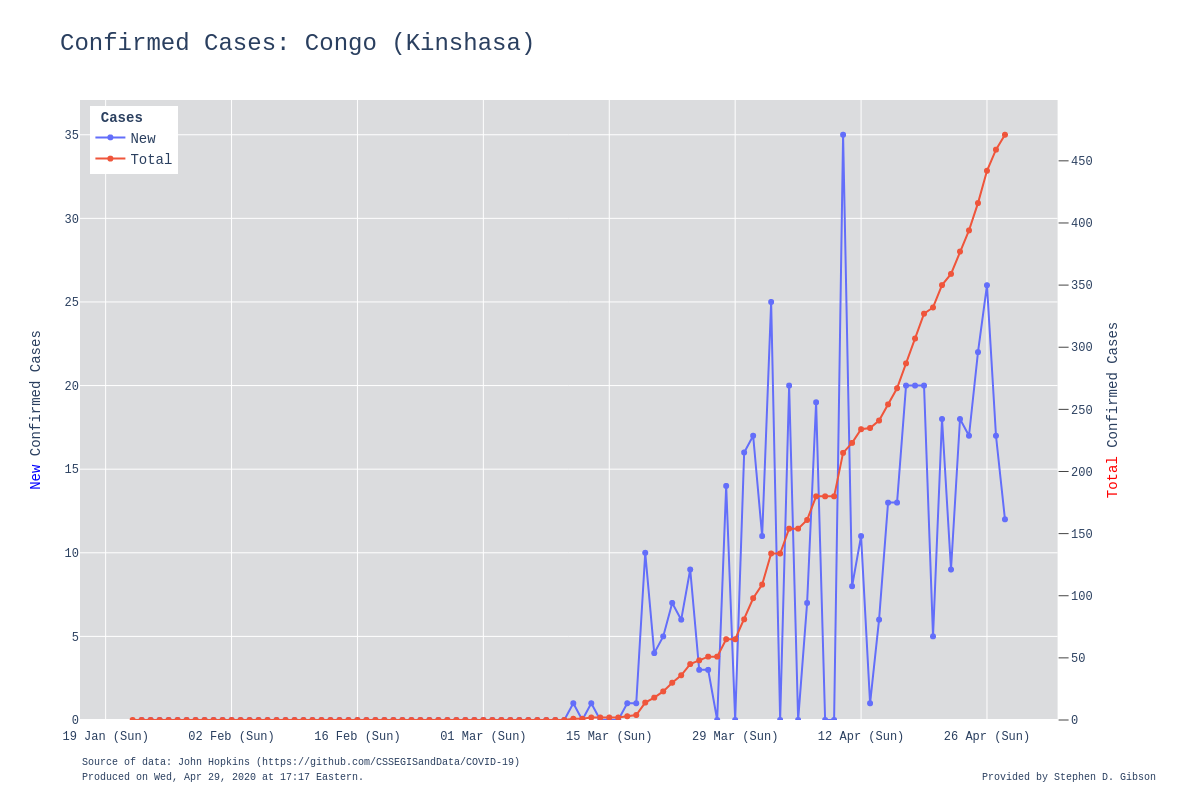 Confirmed Cases: Congo (Kinshasa)
Cases
New
Total
35
30
25
20
15
10
5
0
New Confirmed Cases
450
400
350
300
250
200
150
100
50
0
Total Confirmed Cases
19 Jan (Sun) 02 Feb (Sun) 16 Feb (Sun) 01 Mar (Sun) 15 Mar (Sun) 29 Mar (Sun) 12 Apr (Sun) 26 Apr (Sun)
Source of data: John Hopkins (https://github.com/CSSEGISandData/COVID-19)
Produced on Wed, Apr 29, 2020 at 17:17 Eastern.
Provided by Stephen D. Gibson